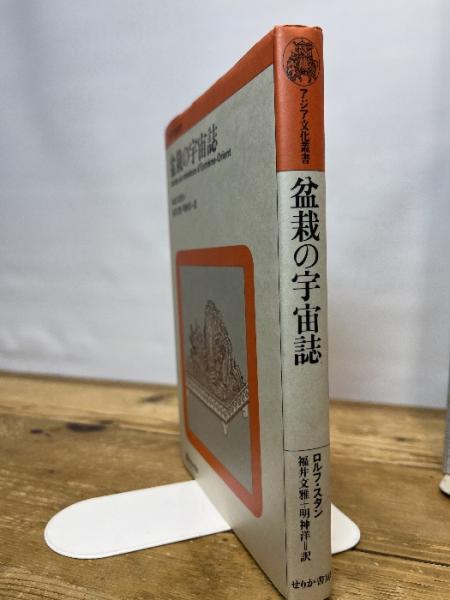 アジア文化叢書
盆栽の宇宙誌
ロルフ・スタン
福井文雅+明神洋=訳
せりか書房
盆栽の宇宙誌
Extrême-Orient